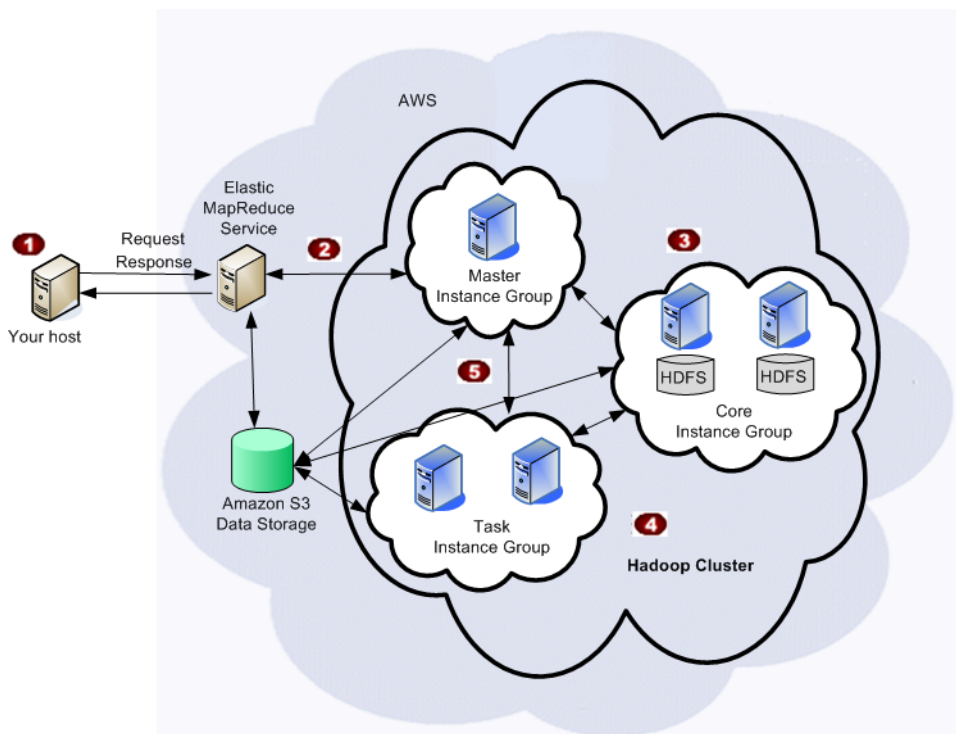 AWS
Elastic
MapReduce
Service
1
Request
Response
2
3
Your host
Master
Instance Group
HDFS
HDFS
5
Core
Instance Group
Amazon S3
Data Storage
Task
Instance Group
4
Hadoop Cluster